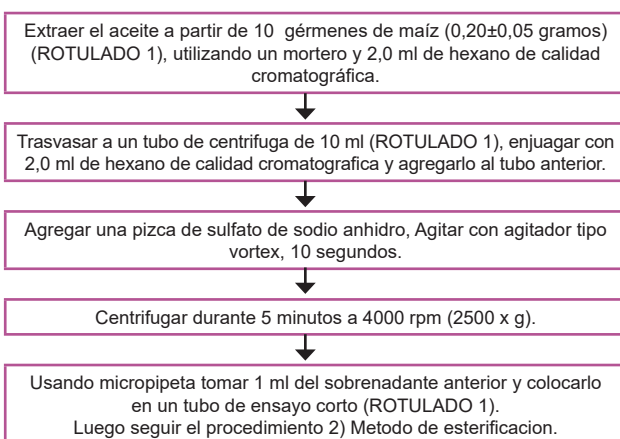 Extraer el aceite a partir de 10 gérmenes de maíz (0,20±0,05 gramos)
(ROTULADO 1), utilizando un mortero y 2,0 ml de hexano de calidad
cromatográfica.
Trasvasar a un tubo de centrifuga de 10 ml (ROTULADO 1), enjuagar con
2,0 ml de hexano de calidad cromatografica y agregarlo al tubo anterior.
Agregar una pizca de sulfato de sodio anhidro, Agitar con agitador tipo
vortex, 10 segundos.
Centrifugar durante 5 minutos a 4000 rpm (2500 x g).
Usando micropipeta tomar 1 ml del sobrenadante anterior y colocarlo
en un tubo de ensayo corto (ROTULADO 1).
Luego seguir el procedimiento 2) Metodo de esterificacion.